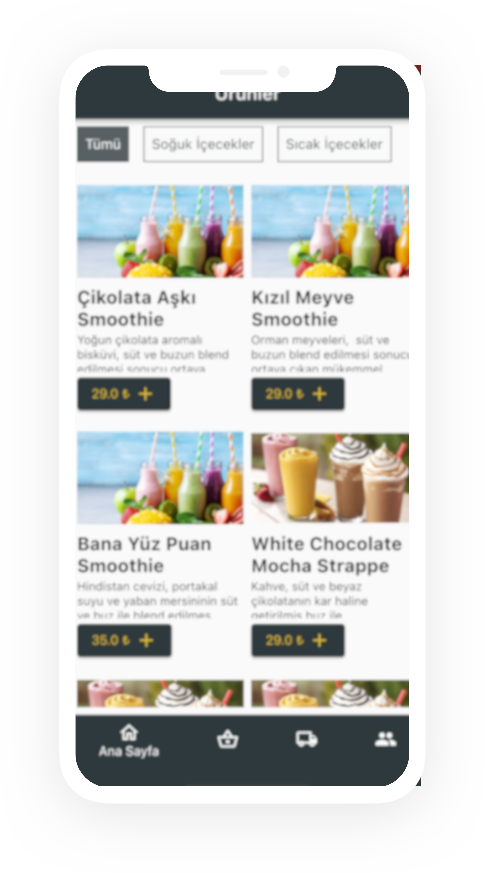 Ürünler
Tümü
Soğuk İçecekler
Sıcak İçecekler
Çikolata Aşkı
Smoothie
Yoğun çikolata aromalı
bisküvi, süt ve buzun blend
edilmesi sonucu ortaya
29.0 ₺ +
Kızıl Meyve
Smoothie
Orman meyveleri, süt ve
buzun blend edilmesi sonucu
ortaya çıkan mükemmel
29.0 ₺ +
Bana Yüz Puan
Smoothie
Hindistan cevizi, portakal
suyu ve yaban mersininin süt
ve buz ile blend edilmes
35.0 ₺ +
White Chocolate
Mocha Strappe
Kahve, süt ve beyaz
çikolatanın kar haline
getirilmiş buz ile
29.0 ₺ +
Ana Sayfa